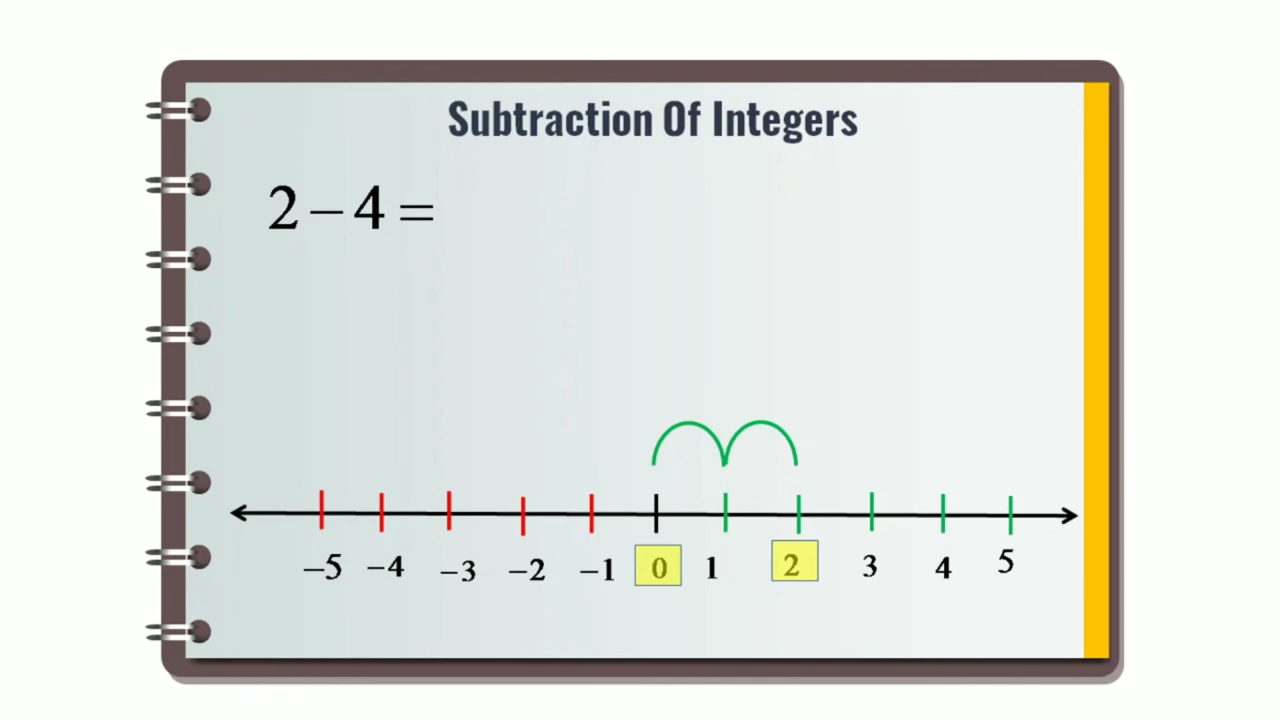 Subtraction Of Integers
2 – 4 =
–5 –4 –3 –2 –1 0 1 2 3 4 5